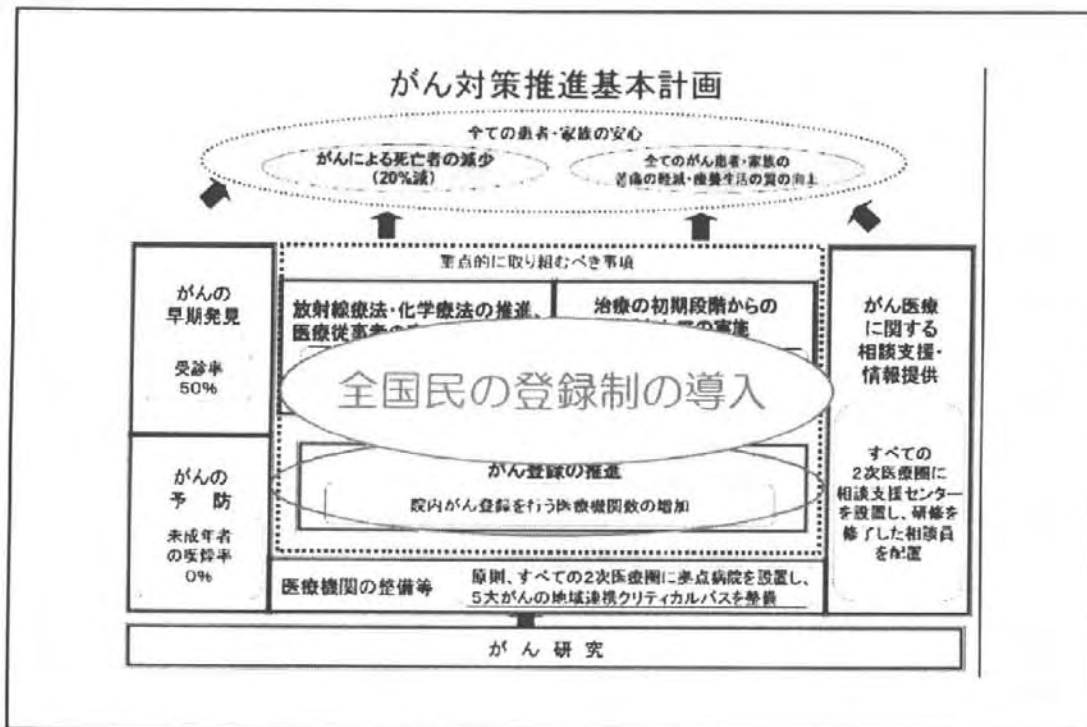 がん対策推進基本計画
全ての患者・家族の安心
がんによる死亡者の減少
(20%減)
全てのがん患者・家族の
苦痛の軽減・療養生活の質の向上
重点的に取り組むべき事項
がんの
早期発見
受診率
50%
がんの
予 防
未成年者
の喫煙率
0%
放射線療法・化学療法の推進、
医療従事者の
治療の初期段階からの
の実施
全国民の登録制の導入
がん登録の推進
院内がん登録を行う医療機関数の増加
医療機関の整備等
原則、すべての2次医療圏に拠点病院を設置し、
5大がんの地域連携クリティカルパスを整備
がん医療
に関する
相談支援・
情報提供
すべての
2次医療圏に
相談支援センター
を設置し、研修を
修了した相談員
を配置
が ん 研 究